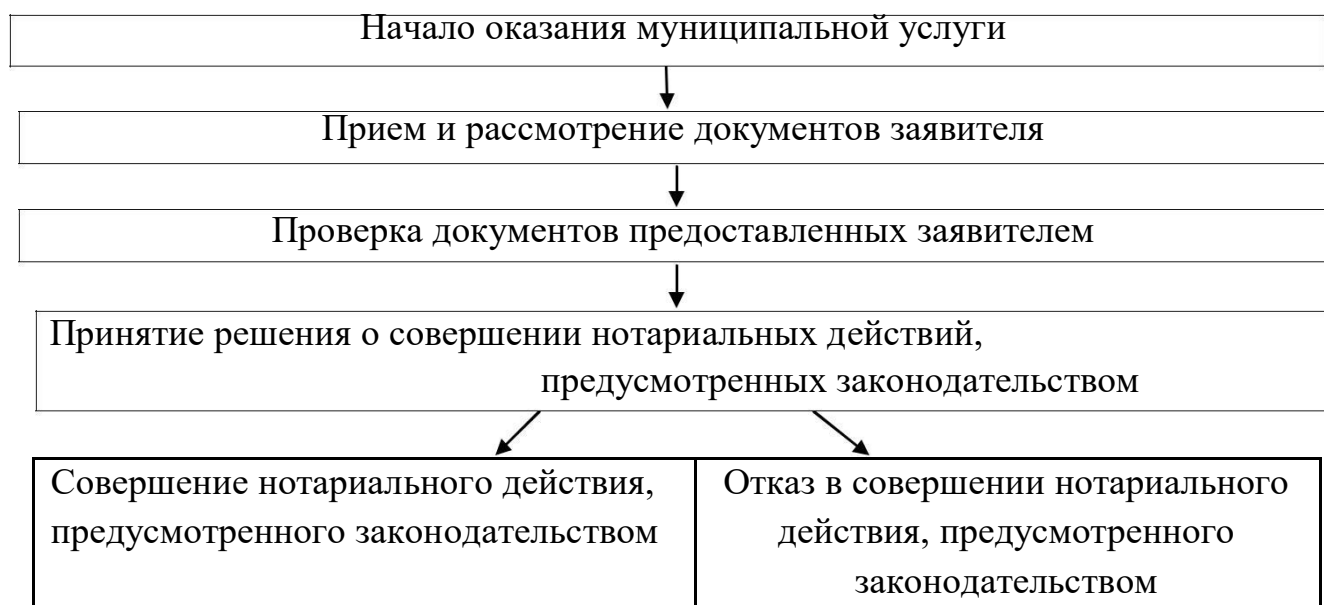 Начало оказания муниципальной услуги
Прием и рассмотрение документов заявителя
Проверка документов предоставленных заявителем
Принятие решения о совершении нотариальных действий,
предусмотренных законодательством
Совершение нотариального действия,
предусмотренного законодательством
Отказ в совершении нотариального
действия, предусмотренного
законодательством